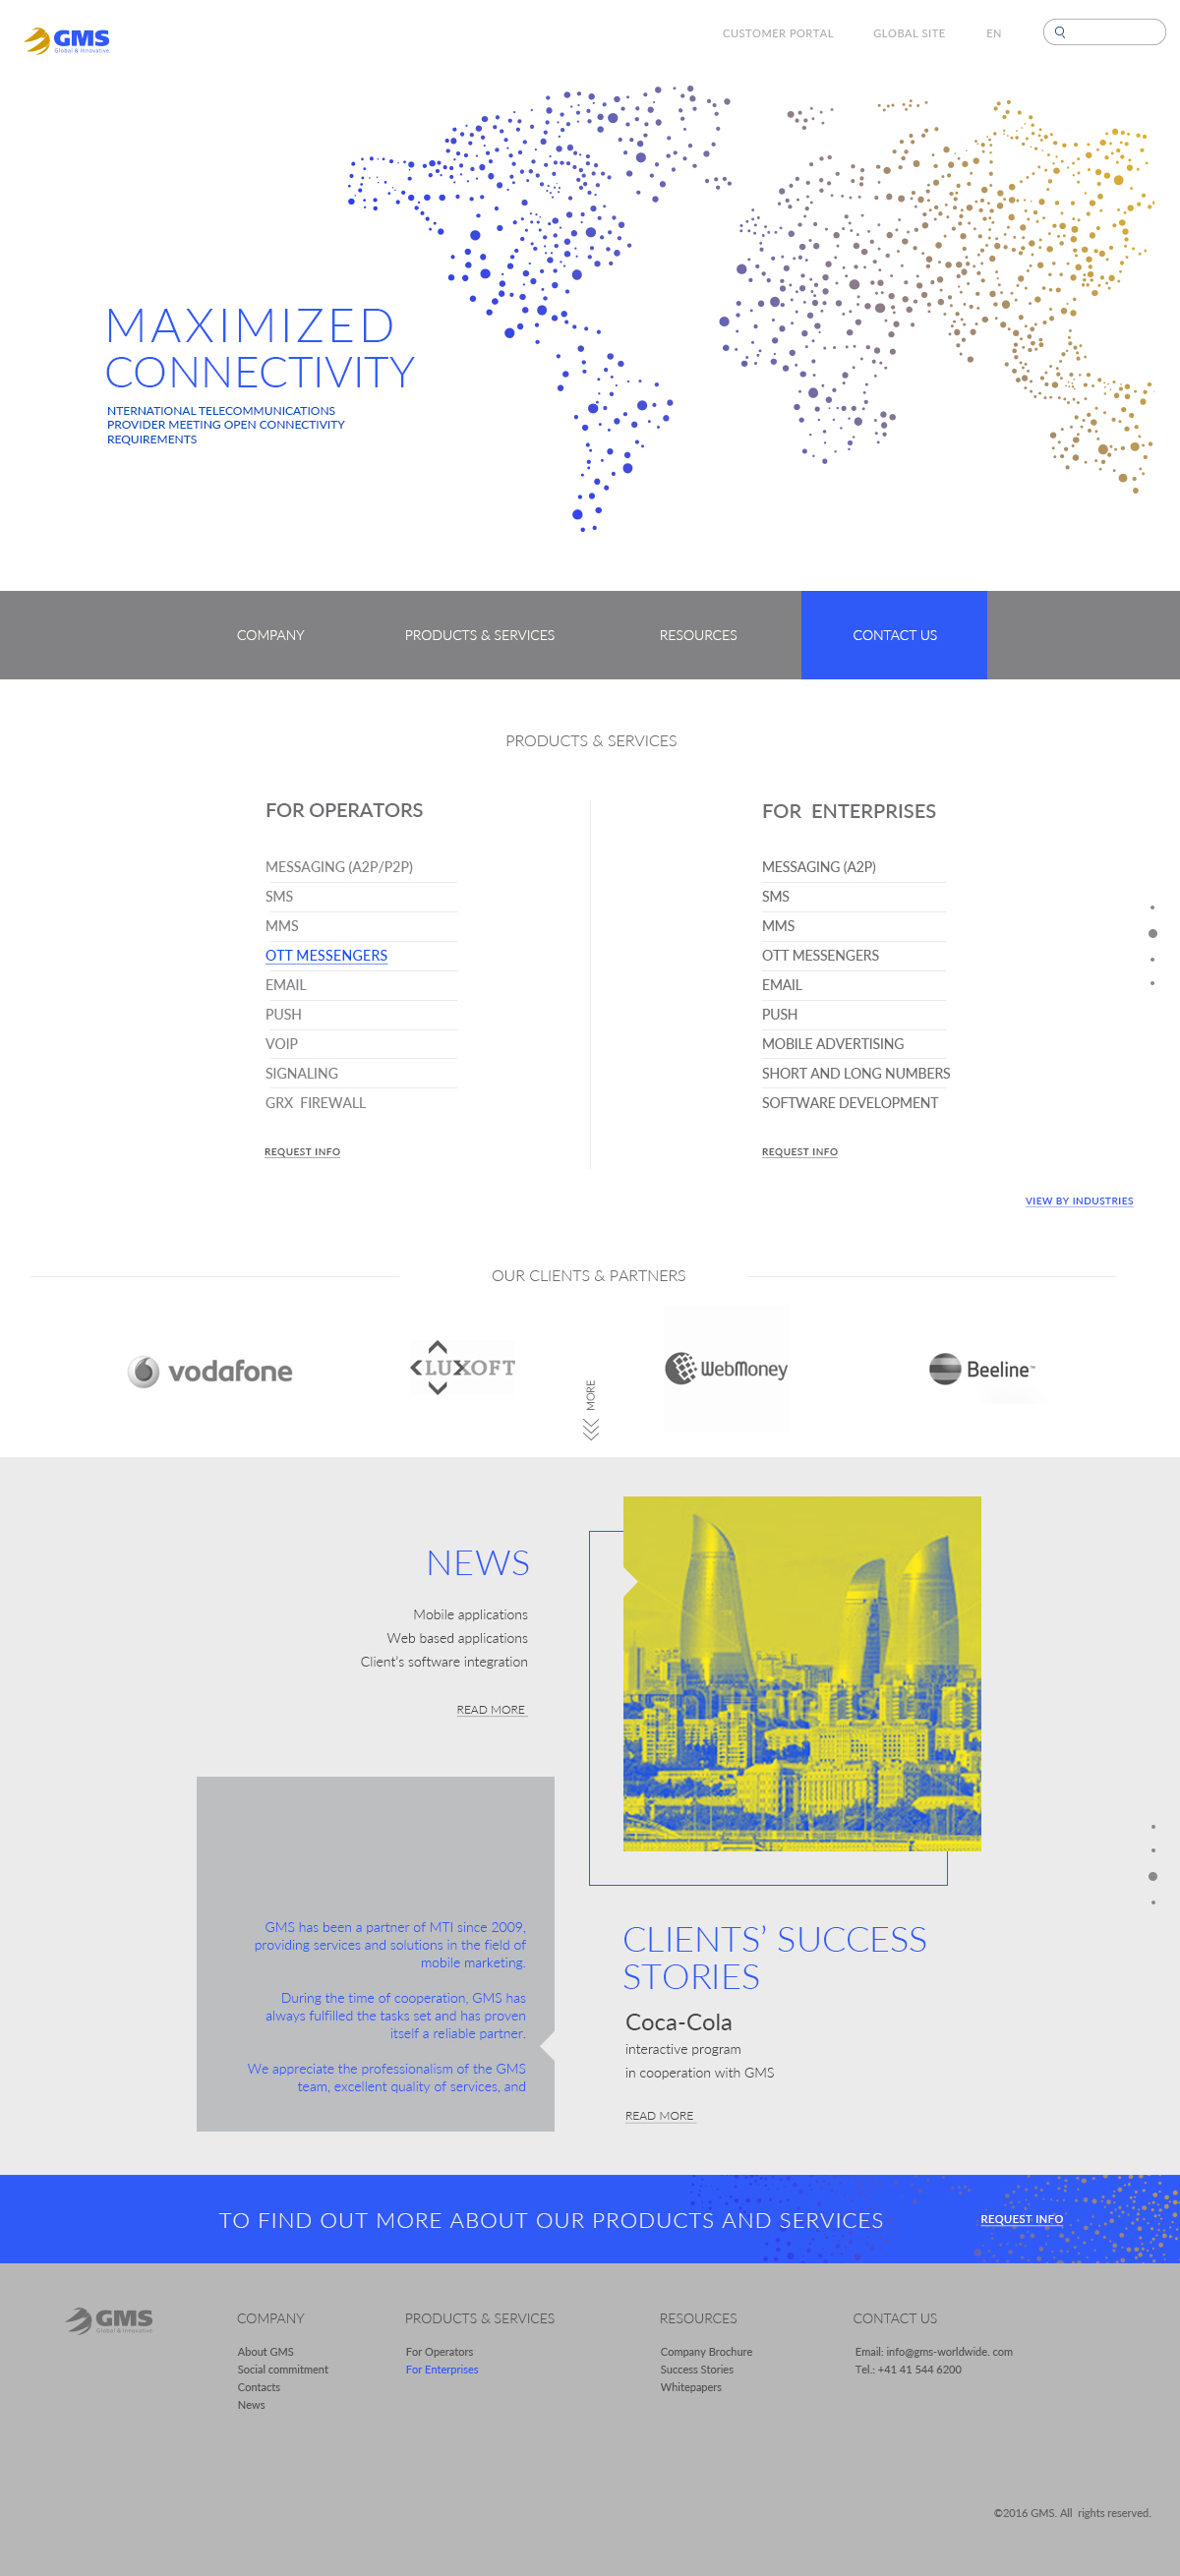 GMS
Global & Innovative
CUSTOMER PORTAL
GLOBAL SITE
EN
MAXIMIZED
CONNECTIVITY
NTERNATIONAL TELECOMMUNICATIONS
PROVIDER MEETING OPEN CONNECTIVITY
REQUIREMENTS
COMPANY
PRODUCTS & SERVICES
RESOURCES
CONTACT US
PRODUCTS & SERVICES
FOR OPERATORS
MESSAGING (A2P/P2P)
SMS
MMS
OTT MESSENGERS
EMAIL
PUSH
VOIP
SIGNALING
GRX FIREWALL
REQUEST INFO
FOR ENTERPRISES
MESSAGING (A2P)
SMS
MMS
OTT MESSENGERS
EMAIL
PUSH
MOBILE ADVERTISING
SHORT AND LONG NUMBERS
SOFTWARE DEVELOPMENT
REQUEST INFO
VIEW BY INDUSTRIES
OUR CLIENTS & PARTNERS
vodafone
LUXOFT
WebMoney
Beeline™
MORE
NEWS
Mobile applications
Web based applications
Client's software integration
READ MORE
GMS has been a partner of MTI since 2009,
providing services and solutions in the field of
mobile marketing.
During the time of cooperation, GMS has
always fulfilled the tasks set and has proven
itself a reliable partner.
We appreciate the professionalism of the GMS
team, excellent quality of services, and
CLIENTS’ SUCCESS
STORIES
Coca-Cola
interactive program
in cooperation with GMS
READ MORE
TO FIND OUT MORE ABOUT OUR PRODUCTS AND SERVICES
REQUEST INFO
GMS
Global & Innovative
COMPANY
About GMS
Social commitment
Contacts
News
PRODUCTS & SERVICES
For Operators
For Enterprises
RESOURCES
Company Brochure
Success Stories
Whitepapers
CONTACT US
Email: info@gms-worldwide. com
Tel.: +41 41 544 6200
©2016 GMS. All rights reserved.